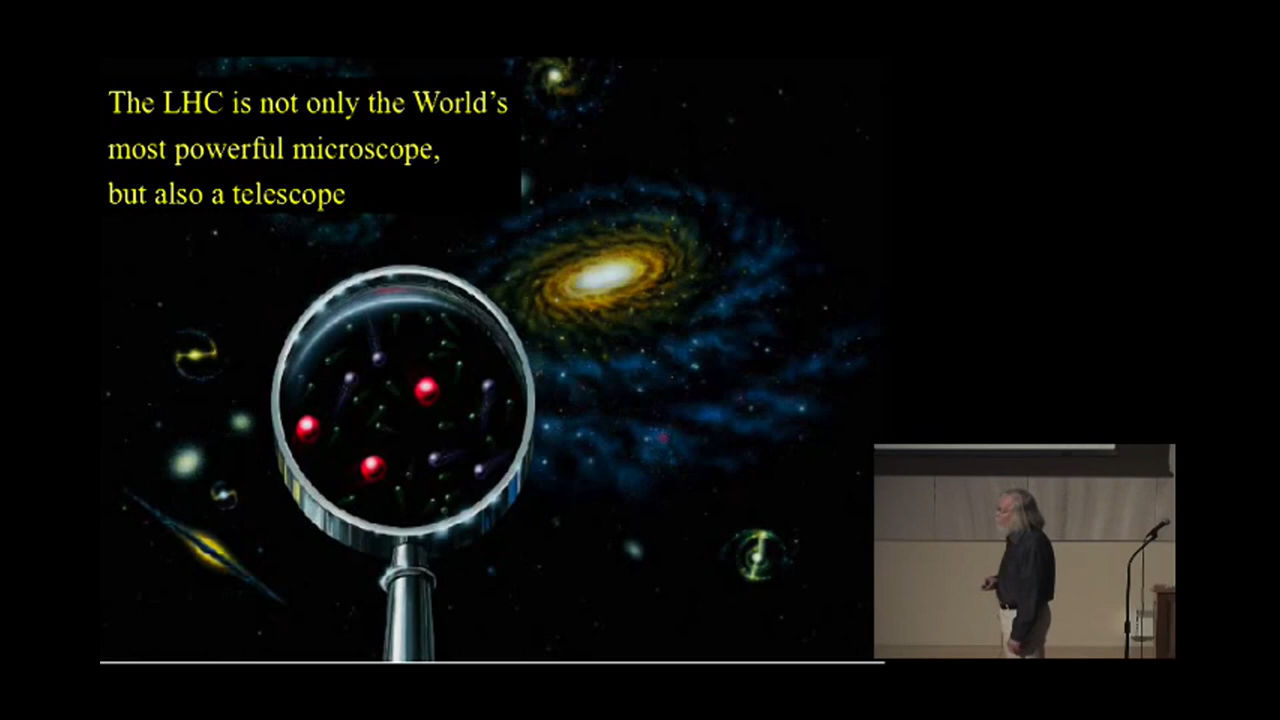 The LHC is not only the World's
most powerful microscope,
but also a telescope